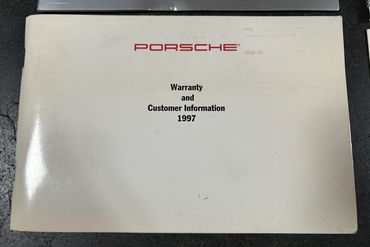 PORSCHE®
Warranty
and
Customer Information
1997